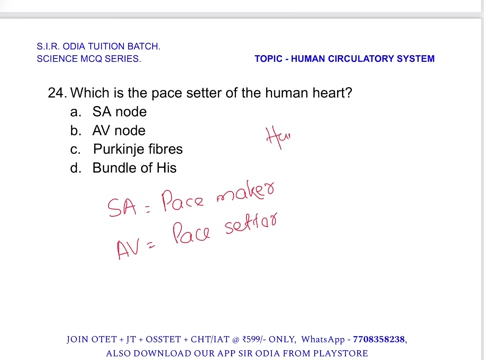 S.I.R. ODIA TUITION BATCH.
SCIENCE MCQ SERIES. TOPIC - HUMAN CIRCULATORY SYSTEM
24. Which is the pace setter of the human heart?
a. SA node
b. AV node
c. Purkinje fibres
d. Bundle of His
SA = Pace maker
AV = Pace settor
JOIN OTET + JT + OSSTET + CHT/IAT @ ₹599/- ONLY, WhatsApp - 7708358238,
ALSO DOWNLOAD OUR APP SIR ODIA FROM PLAYSTORE